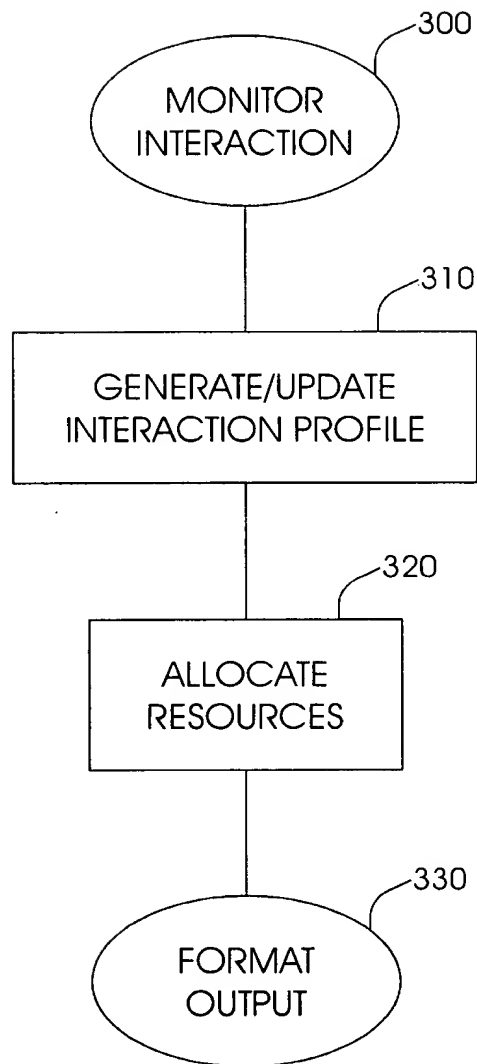 300
MONITOR
INTERACTION
310
GENERATE/UPDATE
INTERACTION PROFILE
320
ALLOCATE
RESOURCES
330
FORMAT
OUTPUT